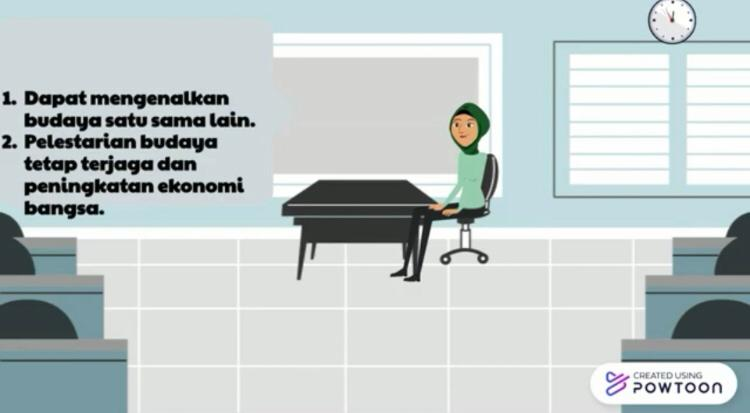 1. Dapat mengenalkan
budaya satu sama lain.
2. Pelestarian budaya
tetap terjaga dan
peningkatan ekonomi
bangsa.
CREATED USING
POWTOON